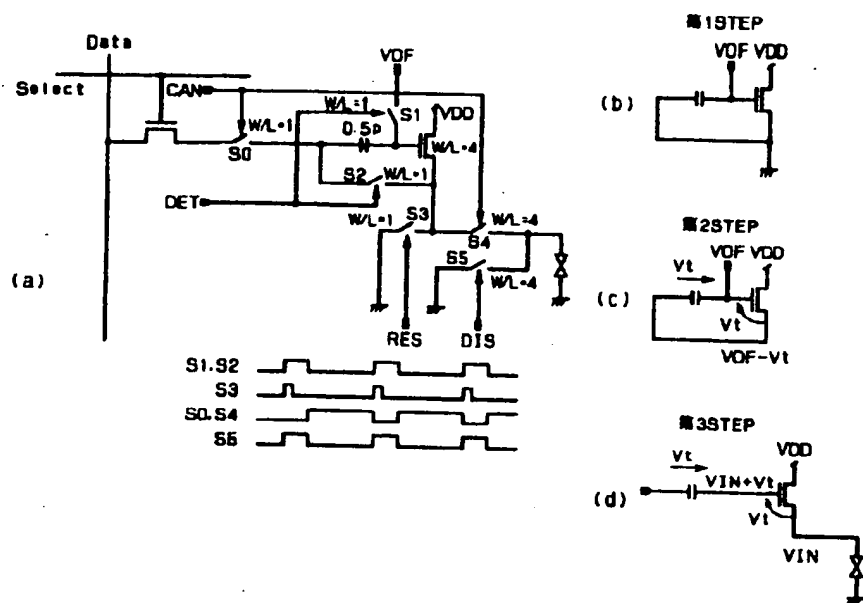 Data
Select
CAN
W/L=1
S0
VOF
W/L=1
S1
0.5p
VDD
W/L=4
S2
W/L=1
DET
W/L=1
S3
W/L=4
S4
S5
W/L=4
(a)
RES
DIS
S1.S2
S3
S0.S4
S5
第1STEP
VOF VDD
(b)
第2STEP
VOF VDD
Vt
(c)
Vt
VOF-Vt
第3STEP
Vt
VDD
VIN+Vt
(d)
Vt
VIN